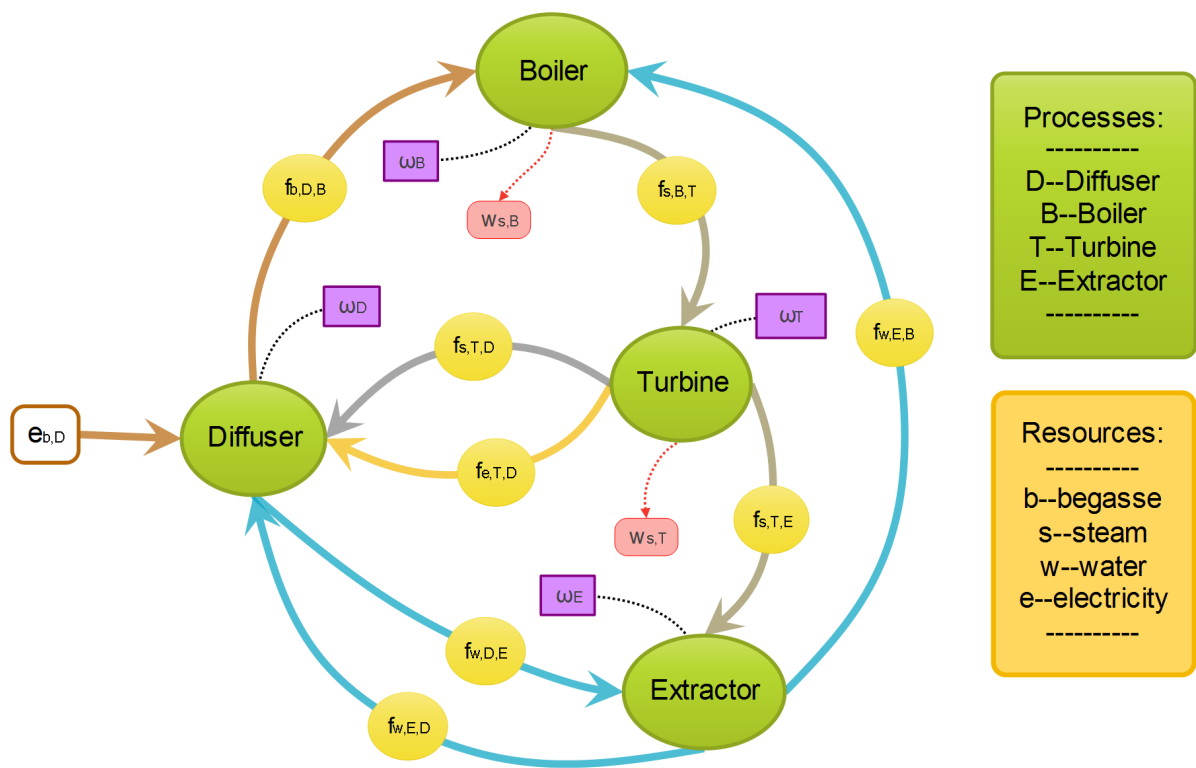 Boiler
ωB
fb,D,B
fs,B,T
ws,B
ωD
ωT
fw,E,B
fs,T,D
Turbine
eb,D
Diffuser
fe,T,D
fs,T,E
ws,T
ωE
fw,D,E
Extractor
fw,E,D
Processes:
----------
D--Diffuser
B--Boiler
T--Turbine
E--Extractor
----------
Resources:
----------
b--begasse
s--steam
w--water
e--electricity
----------